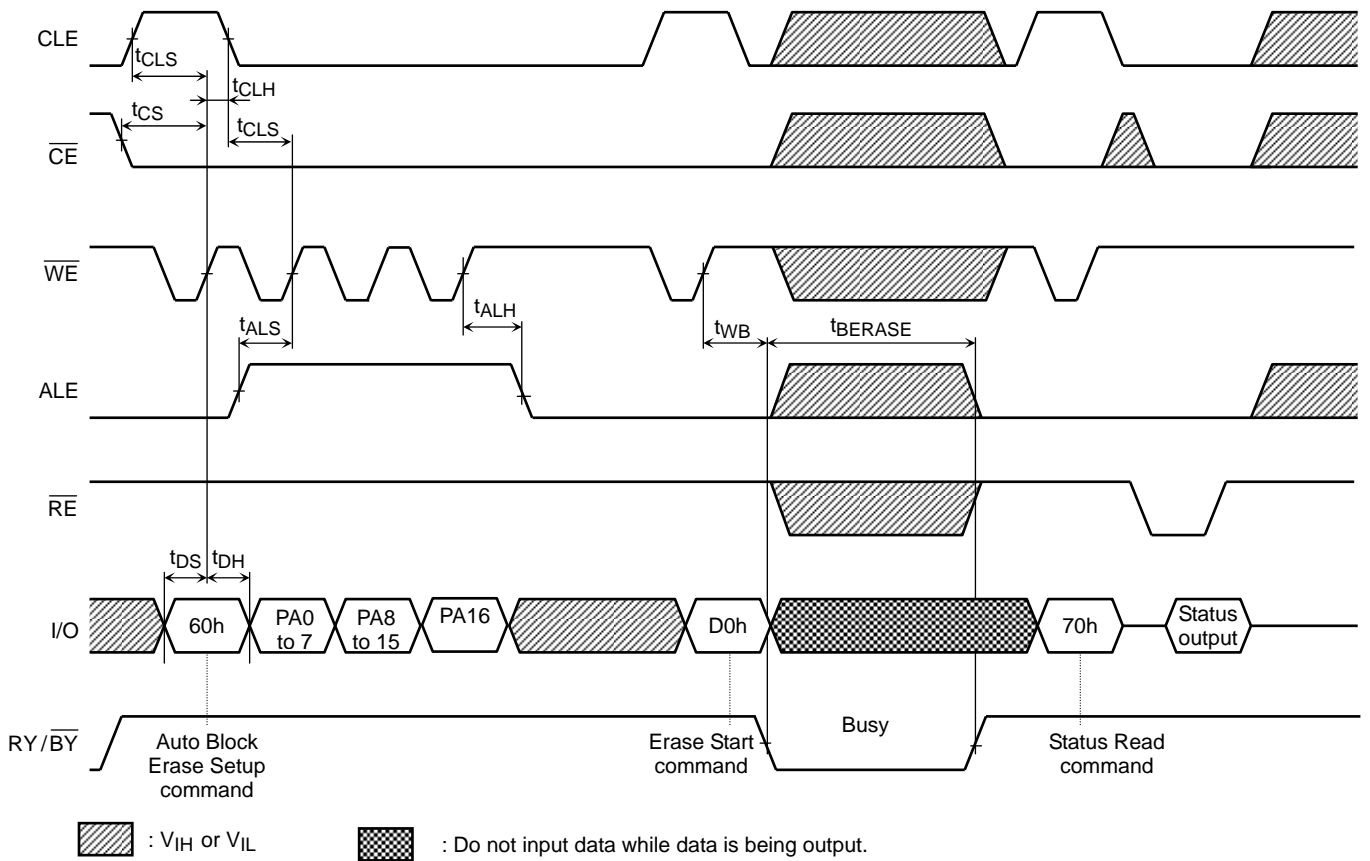 CLE
tCLS
tCLH
tCS
tCLS
CE
WE
tALS
tALH
tWB
tBERASE
ALE
RE
tDS
tDH
I/O
60h
PA0
to 7
PA8
to 15
PA16
D0h
70h
Status
output
RY/BY
Busy
Auto Block
Erase Setup
command
Erase Start
command
Status Read
command
: VIH or VIL
: Do not input data while data is being output.